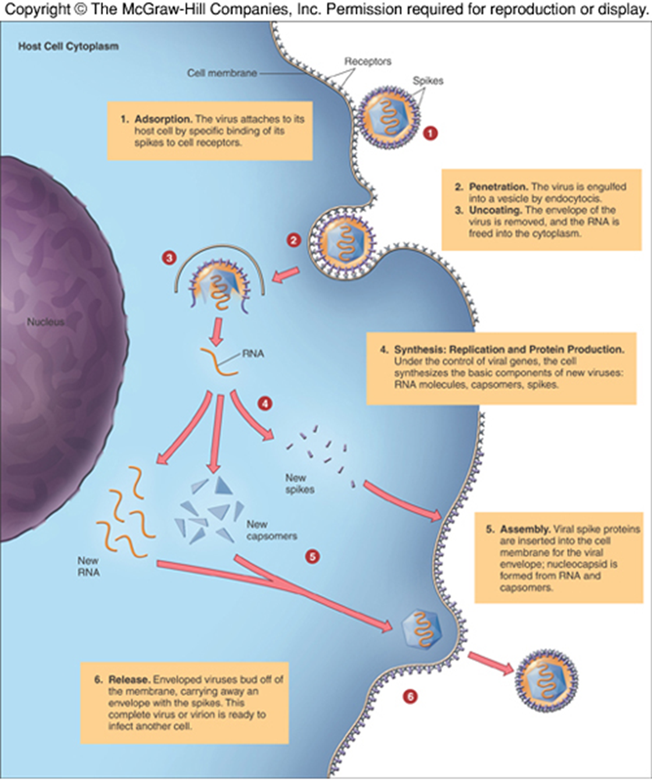 Copyright © The McGraw-Hill Companies, Inc. Permission required for reproduction or display.
Host Cell Cytoplasm
Receptors
Cell membrane
Spikes
1. Adsorption. The virus attaches to its
host cell by specific binding of its
spikes to cell receptors.
1
2. Penetration. The virus is engulfed
into a vesicle by endocytocis.
3. Uncoating. The envelope of the
virus is removed, and the RNA is
freed into the cytoplasm.
2
3
Nucleus
RNA
4. Synthesis: Replication and Protein Production.
Under the control of viral genes, the cell
synthesizes the basic components of new viruses:
RNA molecules, capsomers, spikes.
4
New
spikes
New
capsomers
New
RNA
5
5. Assembly. Viral spike proteins
are inserted into the cell
membrane for the viral
envelope; nucleocapsid is
formed from RNA and
capsomers.
6. Release. Enveloped viruses bud off of
the membrane, carrying away an
envelope with the spikes. This
complete virus or virion is ready to
infect another cell.
6